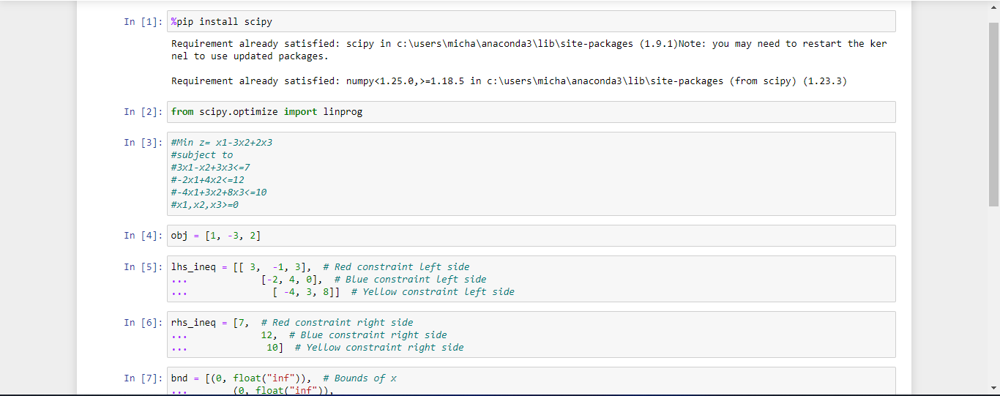 In [1]: %pip install scipy
Requirement already satisfied: scipy in c:\users\micha\anaconda3\lib\site-packages (1.9.1)Note: you may need to restart the ker
nel to use updated packages.
Requirement already satisfied: numpy<1.25.0,>=1.18.5 in c:\users\micha\anaconda3\lib\site-packages (from scipy) (1.23.3)
In [2]: from scipy.optimize import linprog
In [3]: #Min z= x1-3x2+2x3
#subject to
#3x1-x2+3x3<=7
#-2x1+4x2<=12
#-4x1+3x2+8x3<=10
#x1,x2,x3>=0
In [4]: obj = [1, -3, 2]
In [5]: lhs_ineq = [[ 3,  -1, 3],  # Red constraint left side
...             [-2, 4, 0],  # Blue constraint left side
...               [ -4, 3, 8]]  # Yellow constraint left side
In [6]: rhs_ineq = [7,  # Red constraint right side
...             12,  # Blue constraint right side
...              10]  # Yellow constraint right side
In [7]: bnd = [(0, float("inf")),  # Bounds of x
...        (0, float("inf")),